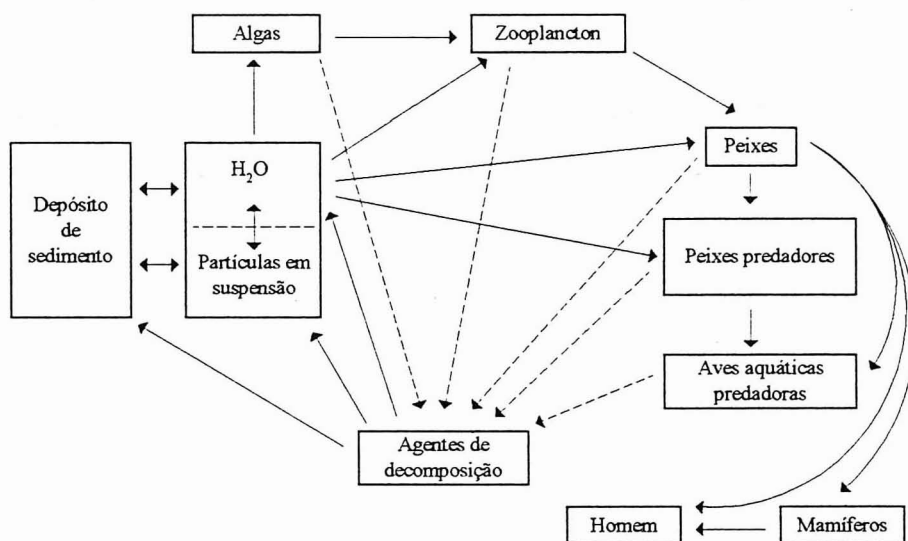 Algas
Zooplancton
Peixes
H₂O
Depósito
de
sedimento
Partículas em
suspensão
Peixes predadores
Aves aquáticas
predadoras
Agentes de
decomposição
Homem
Mamíferos